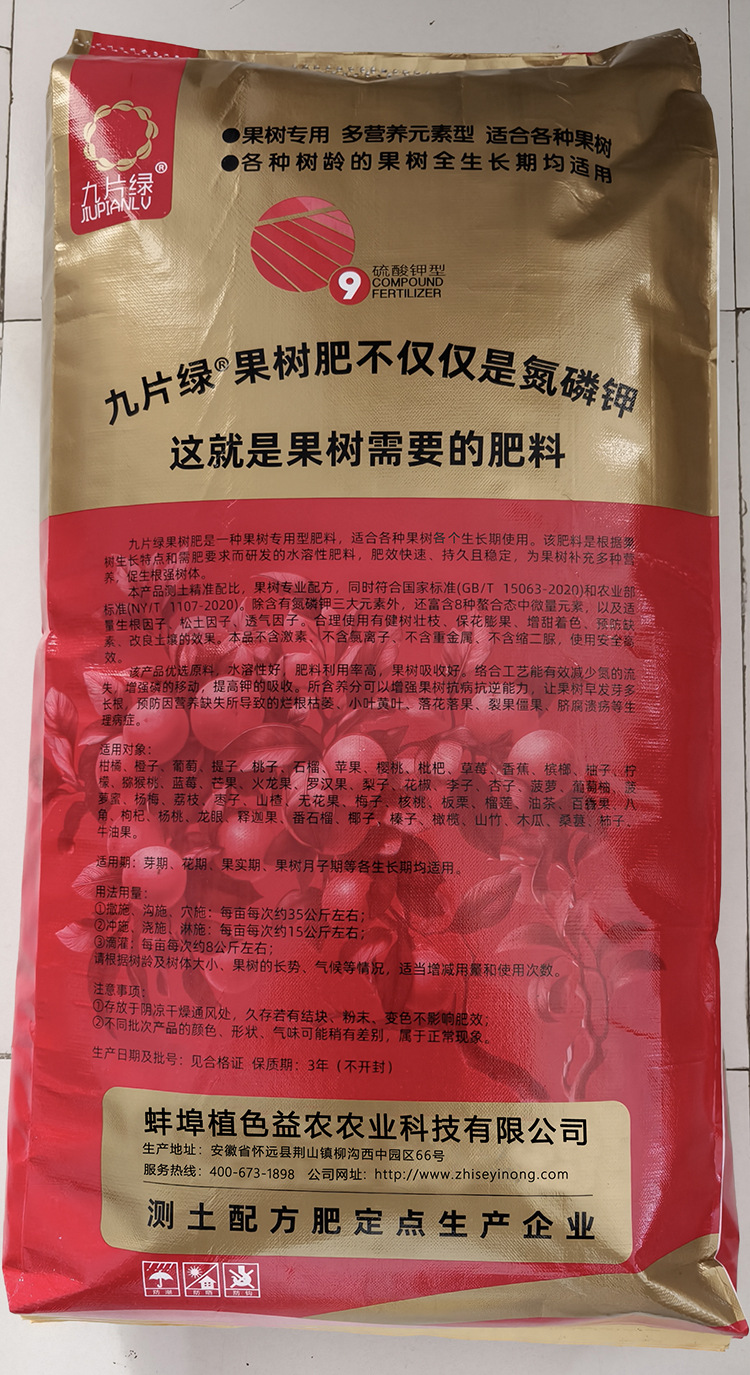 九片绿®
JIUPIANLV
●果树专用 多营养元素型 适合各种果树
●各种树龄的果树全生长期均适用
9
硫酸钾型
COMPOUND
FERTILIZER
九片绿®果树肥不仅仅是氮磷钾
这就是果树需要的肥料
九片绿果树肥是一种果树专用型肥料，适合各种果树各个生长期使用。该肥料是根据果
树生长特点和需肥要求而研发的水溶性肥料，肥效快速、持久且稳定，为果树补充多种营
养，促生根强树体。
本产品测土精准配比，果树专业配方，同时符合国家标准(GB/T 15063-2020)和农业部
标准(NY/T 1107-2020)。除含有氮磷钾三大元素外，还富含8种螯合态中微量元素，以及适
量生根因子、松土因子、透气因子。合理使用有健树壮枝、保花膨果、增甜着色、预防缺
素、改良土壤的效果。本品不含激素、不含氯离子、不含重金属、不含缩二脲，使用安全高
效。
该产品优选原料，水溶性好，肥料利用率高，果树吸收好。络合工艺能有效减少氮的流
失，增强磷的移动，提高钾的吸收。所含养分可以增强果树抗病抗逆能力，让果树早发芽多
长根，预防因营养缺失所导致的烂根枯萎、小叶黄叶、落花落果、裂果僵果、脐腐溃疡等生
理病症。
适用对象：
柑橘、橙子、葡萄、提子、桃子、石榴、苹果、樱桃、枇杷、草莓、香蕉、槟榔、柚子、柠
檬、猕猴桃、蓝莓、芒果、火龙果、罗汉果、梨子、花椒、李子、杏子、菠萝、葡萄柚、菠
萝蜜、杨梅、荔枝、枣子、山楂、无花果、梅子、核桃、板栗、榴莲、油茶、百香果、八
角、枸杞、杨桃、龙眼、释迦果、番石榴、椰子、榛子、橄榄、山竹、木瓜、桑葚、柿子、
牛油果。
适用期：芽期、花期、果实期、果树月子期等各生长期均适用。
用法用量：
①撒施、沟施、穴施：每亩每次约35公斤左右；
②冲施、浇施、淋施：每亩每次约15公斤左右；
③滴灌：每亩每次约8公斤左右；
请根据树龄及树体大小、果树的长势、气候等情况，适当增减用量和使用次数。
注意事项：
①存放于阴凉干燥通风处，久存若有结块、粉末、变色不影响肥效；
②不同批次产品的颜色、形状、气味可能稍有差别，属于正常现象。
生产日期及批号：见合格证 保质期：3年（不开封）
蚌埠植色益农农业科技有限公司
生产地址：安徽省怀远县荆山镇柳沟西中园区66号
服务热线：400-673-1898 公司网址：http://www.zhiseyinong.com
测土配方肥定点生产企业
防潮 防晒 防钩